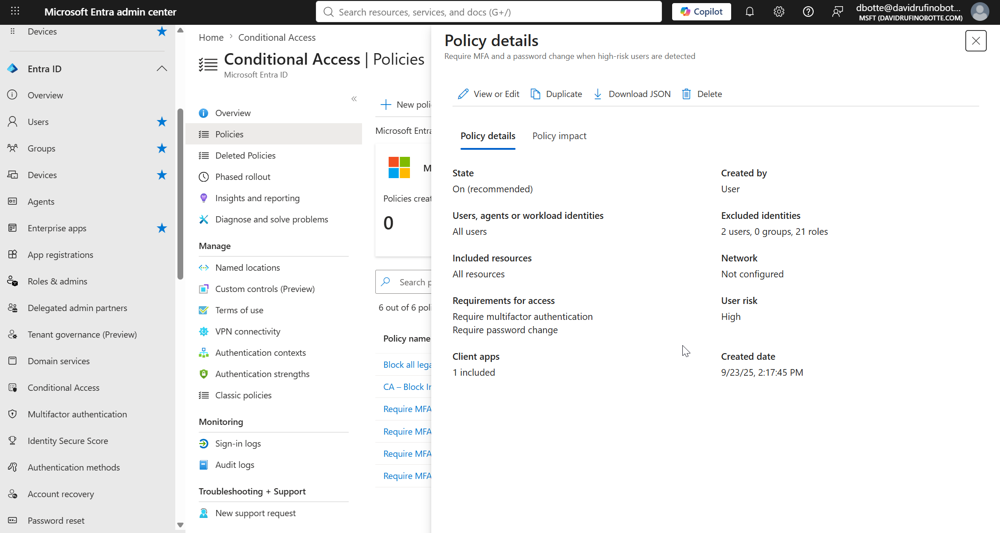 Microsoft Entra admin center
Search resources, services, and docs (G+/)
Copilot
dbotte@davidrufinobot...
MSFT (DAVIDRUFINOBOTTE.COM)
Devices
Entra ID
Overview
Users
Groups
Devices
Agents
Enterprise apps
App registrations
Roles & admins
Delegated admin partners
Tenant governance (Preview)
Domain services
Conditional Access
Multifactor authentication
Identity Secure Score
Authentication methods
Account recovery
Password reset
Home > Conditional Access
Conditional Access | Policies
Microsoft Entra ID
Overview
Policies
Deleted Policies
Phased rollout
Insights and reporting
Diagnose and solve problems
Manage
Named locations
Custom controls (Preview)
Terms of use
VPN connectivity
Authentication contexts
Authentication strengths
Classic policies
Monitoring
Sign-in logs
Audit logs
Troubleshooting + Support
New support request
New poli
Microsoft Entra
M
Policies creat
0
Search p
6 out of 6 poli
Policy name
Block all lega
CA – Block In
Require MFA
Require MFA
Require MFA
Require MFA
Policy details
Require MFA and a password change when high-risk users are detected
View or Edit
Duplicate
Download JSON
Delete
Policy details
Policy impact
State
On (recommended)
Created by
User
Users, agents or workload identities
All users
Excluded identities
2 users, 0 groups, 21 roles
Included resources
All resources
Network
Not configured
Requirements for access
Require multifactor authentication
Require password change
User risk
High
Client apps
1 included
Created date
9/23/25, 2:17:45 PM